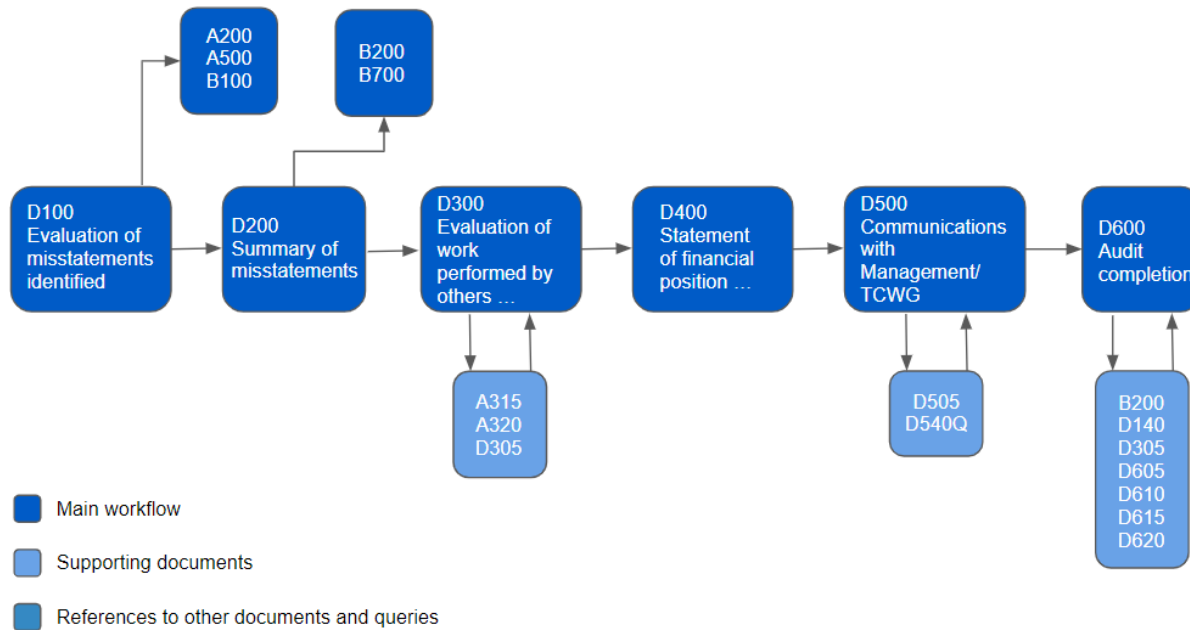 A200
A500
B100
B200
B700
D100
Evaluation of
misstatements
identified
D200
Summary of
misstatements
D300
Evaluation of
work
performed by
others ...
D400
Statement
of financial
position ...
D500
Communications
with
Management/
TCWG
D600
Audit
completion
A315
A320
D305
D505
D540Q
B200
D140
D305
D605
D610
D615
D620
Main workflow
Supporting documents
References to other documents and queries